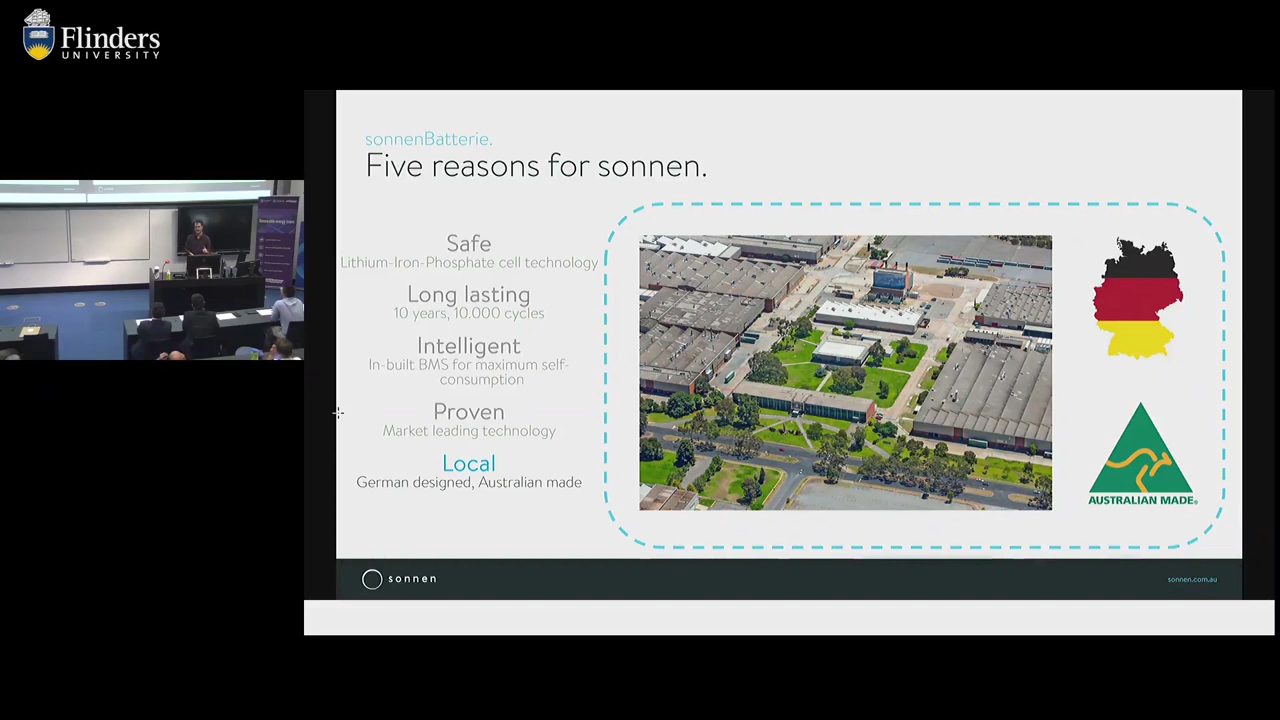 Flinders
UNIVERSITY
sonnenBatterie.
Five reasons for sonnen.
Safe
Lithium-Iron-Phosphate cell technology
Long lasting
10 years, 10.000 cycles
Intelligent
In-built BMS for maximum self-
consumption
Proven
Market leading technology
Local
German designed, Australian made
AUSTRALIAN MADE®
sonnen
sonnen.com.au